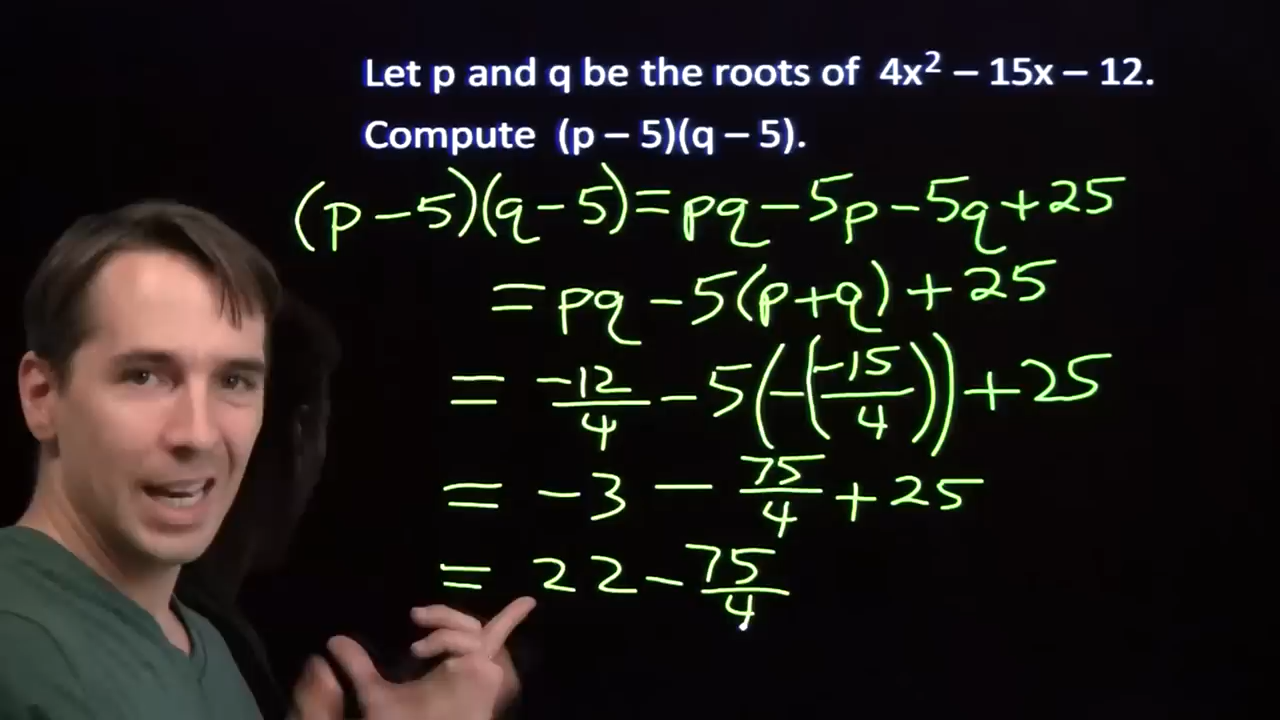 Let p and q be the roots of 4x² – 15x – 12.
Compute (p – 5)(q – 5).
(p-5)(q-5)=pq-5p-5q+25
=pq-5(p+q)+25
= -12/4 -5(-(-15/4))+25
= -3 - 75/4 +25
= 22 - 75/4